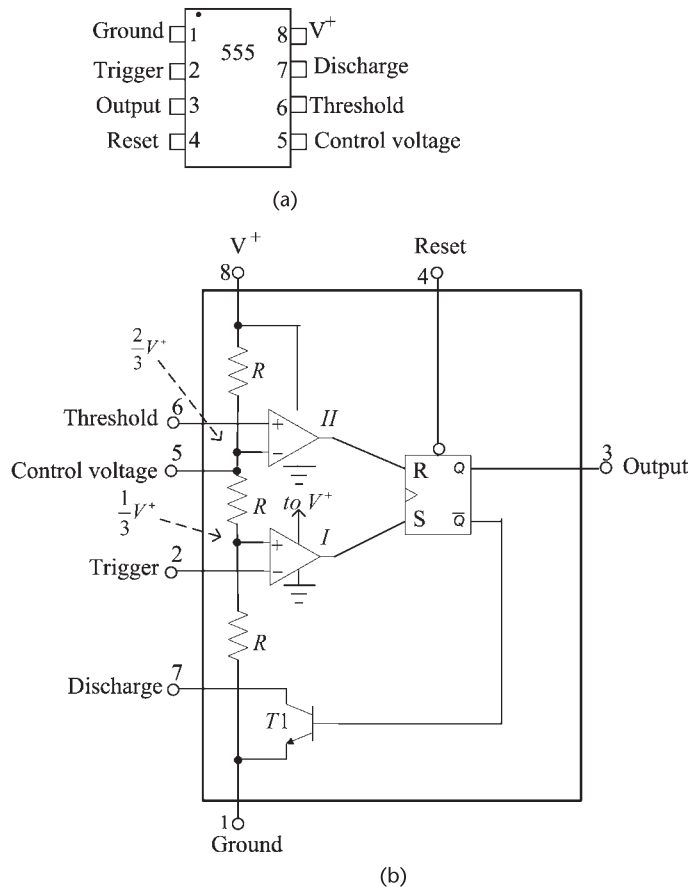 Ground 1 8 V⁺
555
Trigger 2 7 Discharge
Output 3 6 Threshold
Reset 4 5 Control voltage
(a)
V⁺ Reset
8 4
2/3 V⁺
R
Threshold 6 + II
−
Control voltage 5
R Q
3 Output
1/3 V⁺
R
to V⁺
S Q̅
+ I
Trigger 2 −
R
Discharge 7
T1
1
Ground
(b)